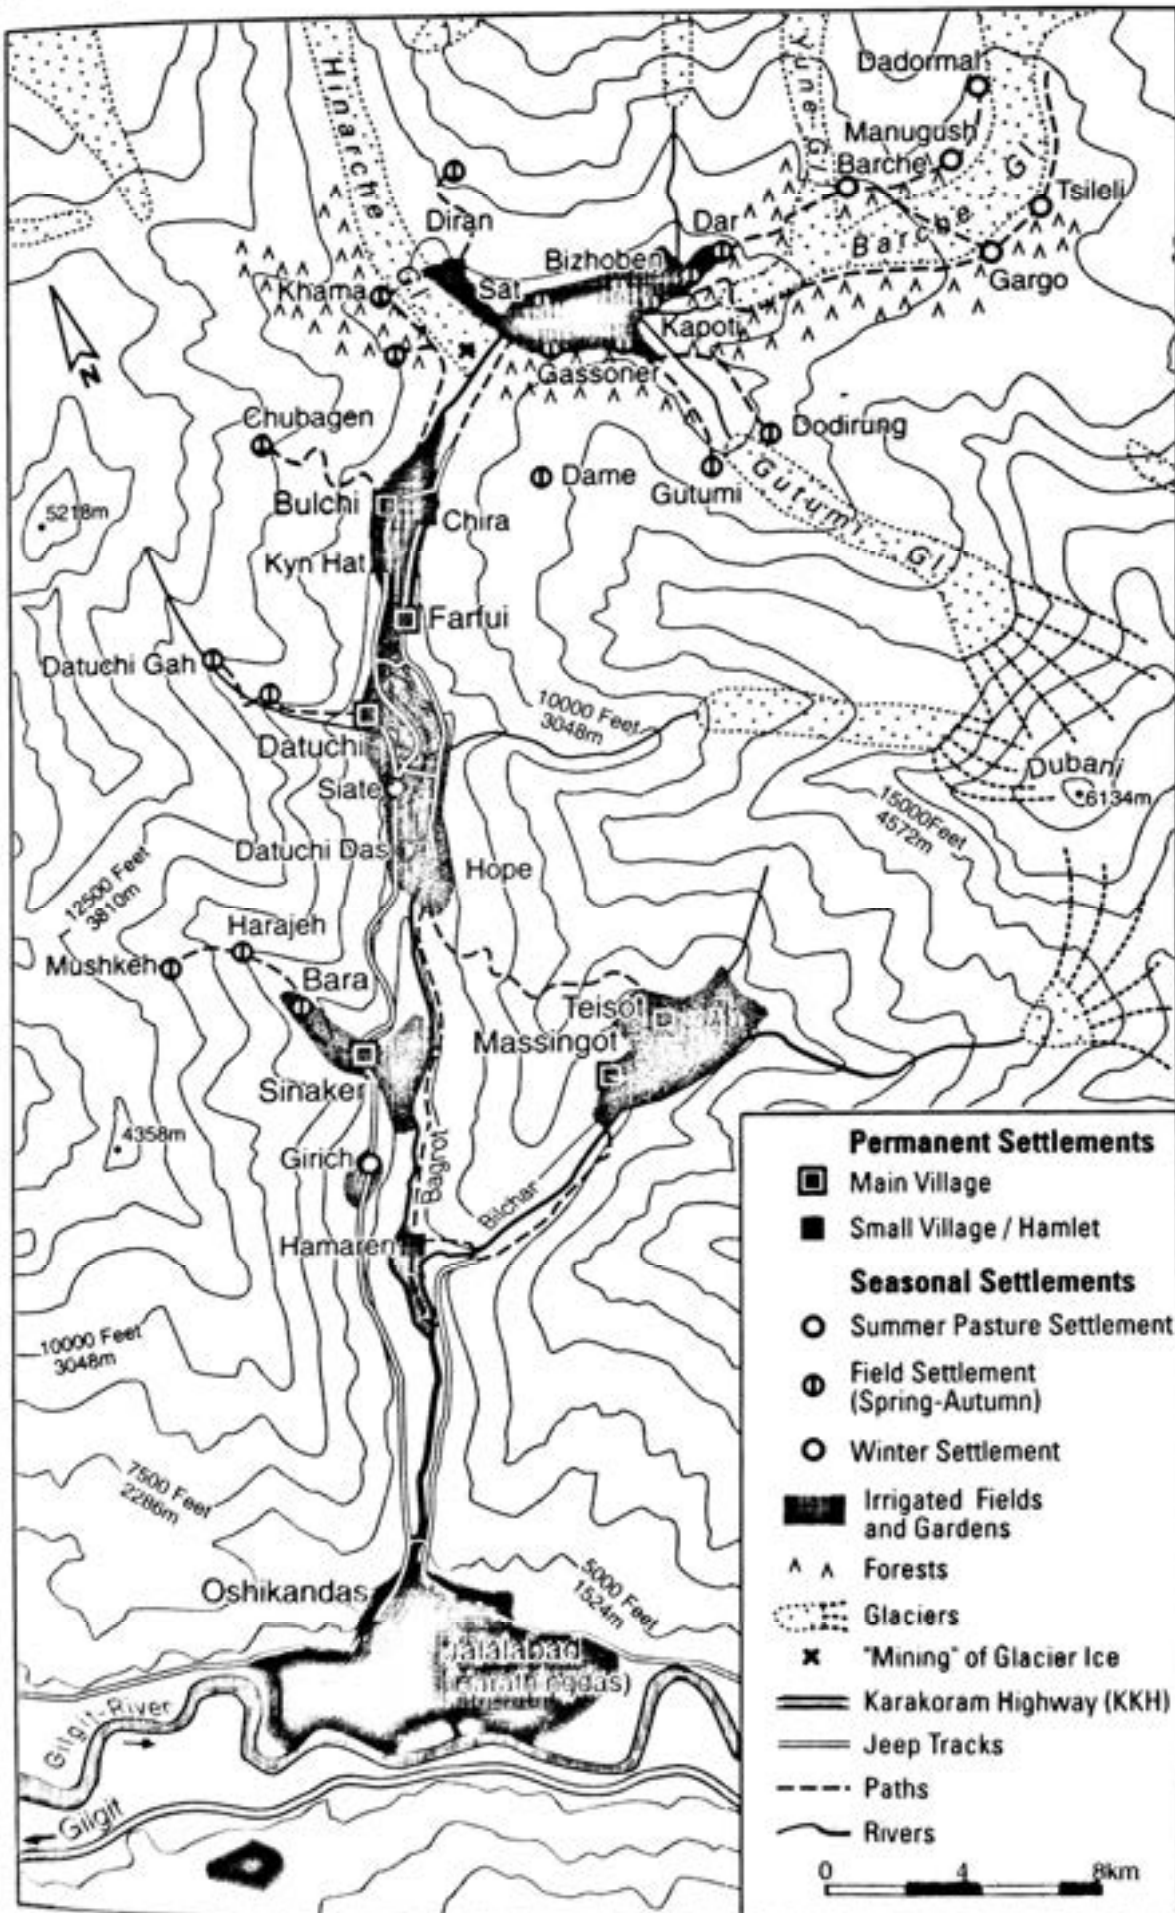 Hinarche
Gl
Yune-Gl
Dadormal
Manugush
Barche
Tsileli
Barche Gl
Gargo
Diran
Dar
Bizhoben
Sat
Khama
Kapoti
Gassoner
N
Chubagen
Dodirung
Dame
Gutumi
Gutumi Gl
Bulchi
Chira
5218m
Kyn Hat
Farfui
Datuchi Gah
10000 Feet
3048m
Datuchi
Dubani
6134m
Siate
15000Feet
4572m
Datuchi Das
Hope
12500 Feet
3810m
Harajeh
Mushkeh
Bara
Teisot
Massingot
Sinaker
4358m
Girich
Bagrot
Bilchar
Hamaren
10000 Feet
3048m
7500 Feet
2286m
Oshikandas
5000 Feet
1524m
Jalalabad
Gilgit-River
Gilgit
Permanent Settlements
Main Village
Small Village / Hamlet
Seasonal Settlements
Summer Pasture Settlement
Field Settlement
(Spring-Autumn)
Winter Settlement
Irrigated Fields
and Gardens
Forests
Glaciers
"Mining" of Glacier Ice
Karakoram Highway (KKH)
Jeep Tracks
Paths
Rivers
0 4 8km